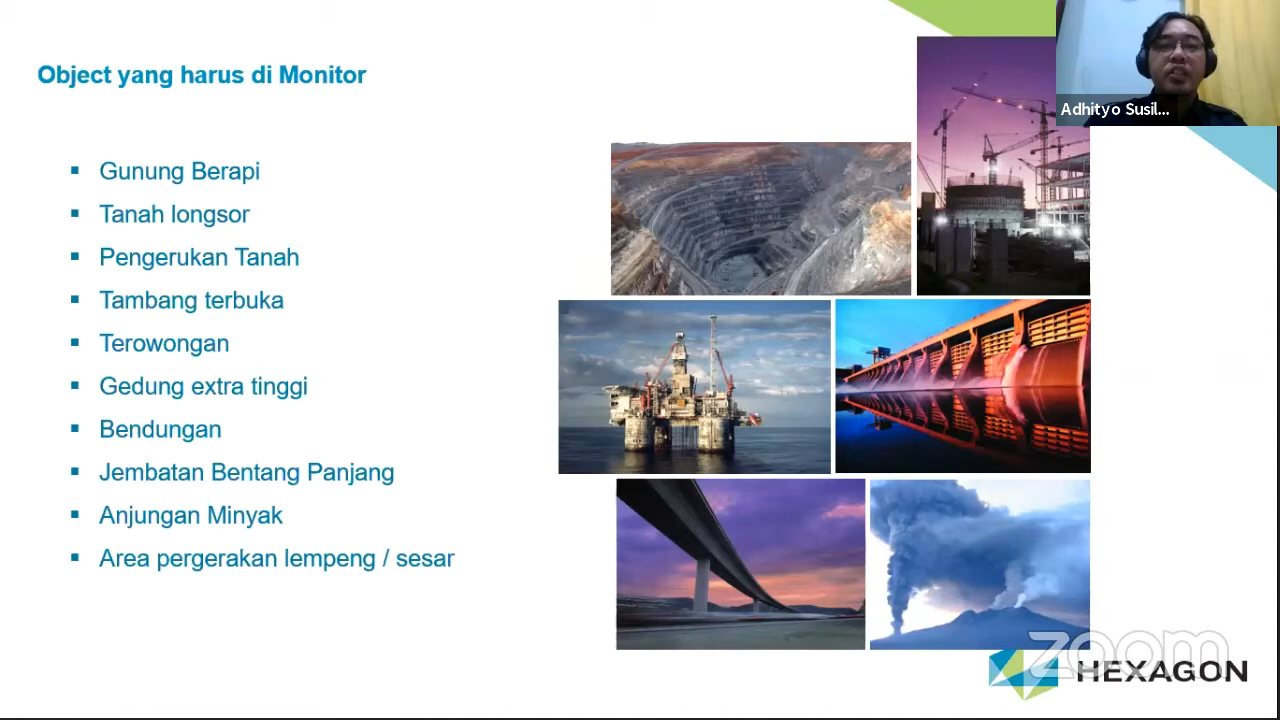 Object yang harus di Monitor
Adhityo Susil...
▪ Gunung Berapi
▪ Tanah longsor
▪ Pengerukan Tanah
▪ Tambang terbuka
▪ Terowongan
▪ Gedung extra tinggi
▪ Bendungan
▪ Jembatan Bentang Panjang
▪ Anjungan Minyak
▪ Area pergerakan lempeng / sesar
zoom
HEXAGON